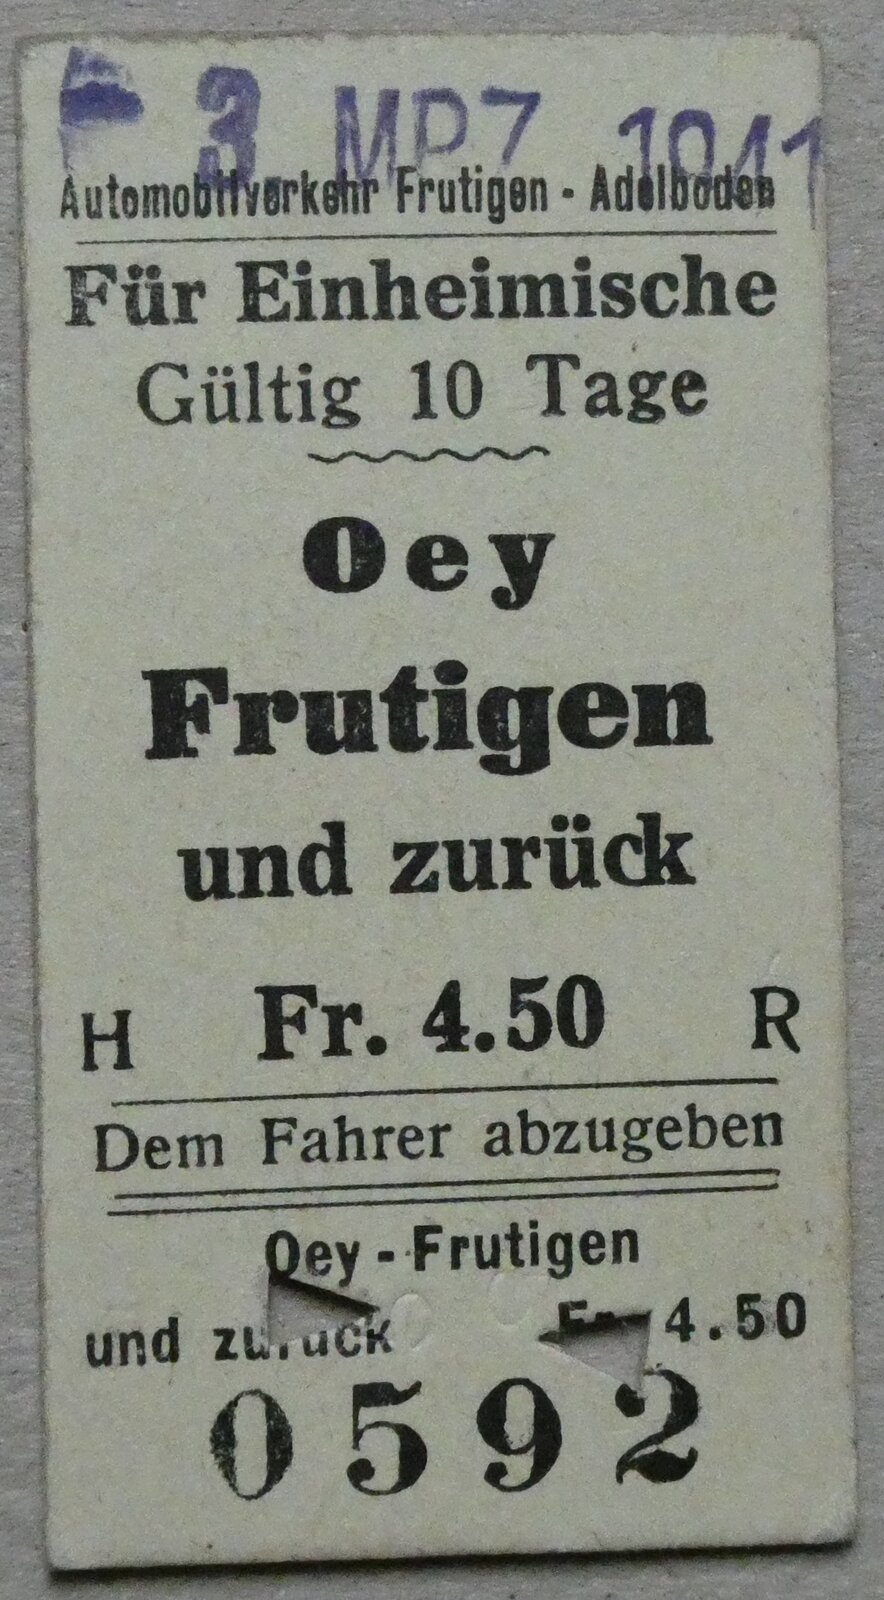 3. MRZ 1941
Automobilverkehr Frutigen - Adelboden
Für Einheimische
Gültig 10 Tage
Oey
Frutigen
und zurück
H Fr. 4.50 R
Dem Fahrer abzugeben
Oey - Frutigen
und zurück Fr. 4.50
0592